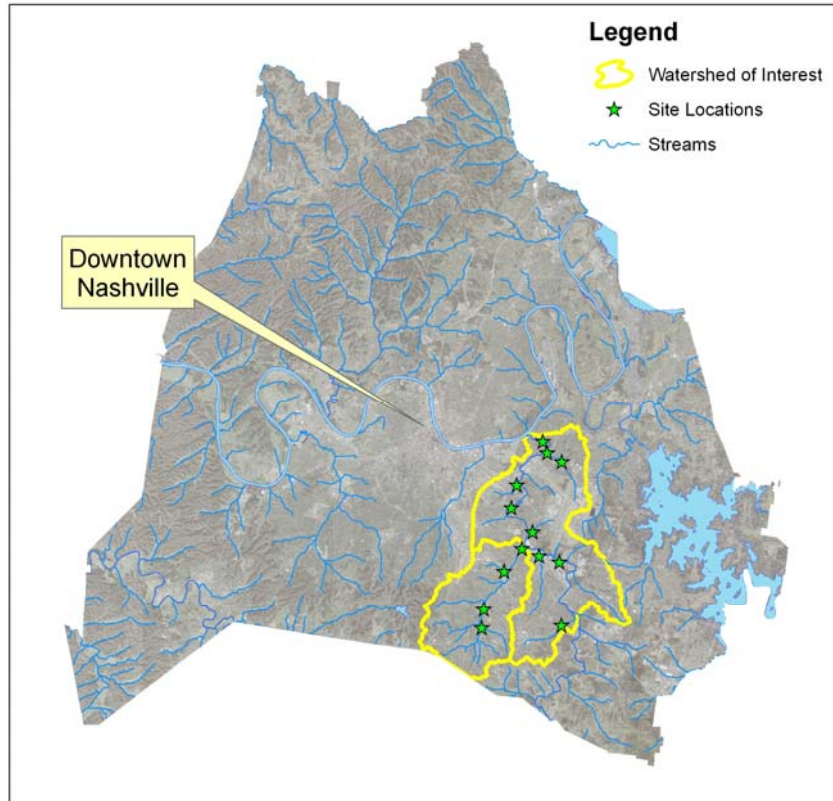 Legend
Watershed of Interest
Site Locations
Streams
Downtown
Nashville